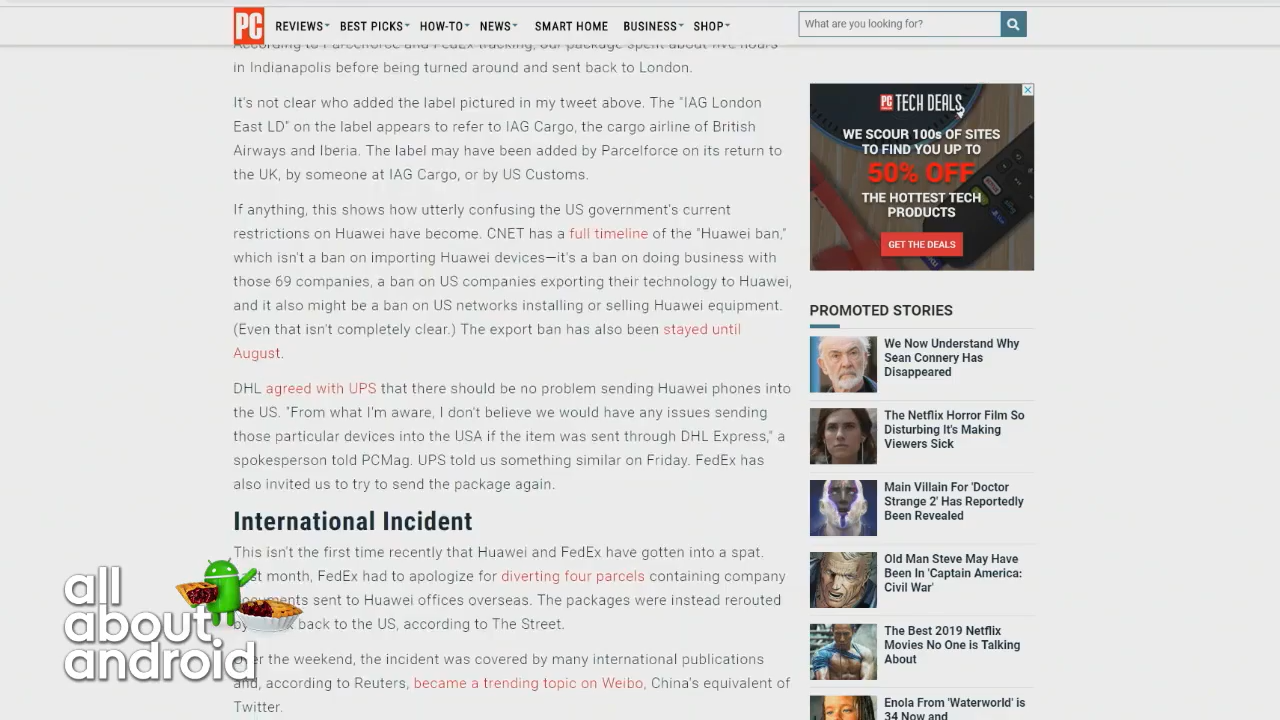 PC
REVIEWS
BEST PICKS
HOW-TO
NEWS
SMART HOME
BUSINESS
SHOP
What are you looking for?
According to Parcelforce and FedEx tracking, our package spent about five hours
in Indianapolis before being turned around and sent back to London.
It's not clear who added the label pictured in my tweet above. The "IAG London
East LD" on the label appears to refer to IAG Cargo, the cargo airline of British
Airways and Iberia. The label may have been added by Parcelforce on its return to
the UK, by someone at IAG Cargo, or by US Customs.
If anything, this shows how utterly confusing the US government's current
restrictions on Huawei have become. CNET has a full timeline of the "Huawei ban,"
which isn't a ban on importing Huawei devices—it's a ban on doing business with
those 69 companies, a ban on US companies exporting their technology to Huawei,
and it also might be a ban on US networks installing or selling Huawei equipment.
(Even that isn't completely clear.) The export ban has also been stayed until
August.
DHL agreed with UPS that there should be no problem sending Huawei phones into
the US. "From what I'm aware, I don't believe we would have any issues sending
those particular devices into the USA if the item was sent through DHL Express," a
spokesperson told PCMag. UPS told us something similar on Friday. FedEx has
also invited us to try to send the package again.
International Incident
This isn't the first time recently that Huawei and FedEx have gotten into a spat.
month, FedEx had to apologize for diverting four parcels containing company
sent to Huawei offices overseas. The packages were instead rerouted
back to the US, according to The Street.
the weekend, the incident was covered by many international publications
and, according to Reuters, became a trending topic on Weibo, China's equivalent of
Twitter.
all
about
android
PC TECH DEALS
WE SCOUR 100s OF SITES
TO FIND YOU UP TO
50% OFF
THE HOTTEST TECH
PRODUCTS
GET THE DEALS
PROMOTED STORIES
We Now Understand Why
Sean Connery Has
Disappeared
The Netflix Horror Film So
Disturbing It's Making
Viewers Sick
Main Villain For 'Doctor
Strange 2' Has Reportedly
Been Revealed
Old Man Steve May Have
Been In 'Captain America:
Civil War'
The Best 2019 Netflix
Movies No One is Talking
About
Enola From 'Waterworld' is
34 Now and